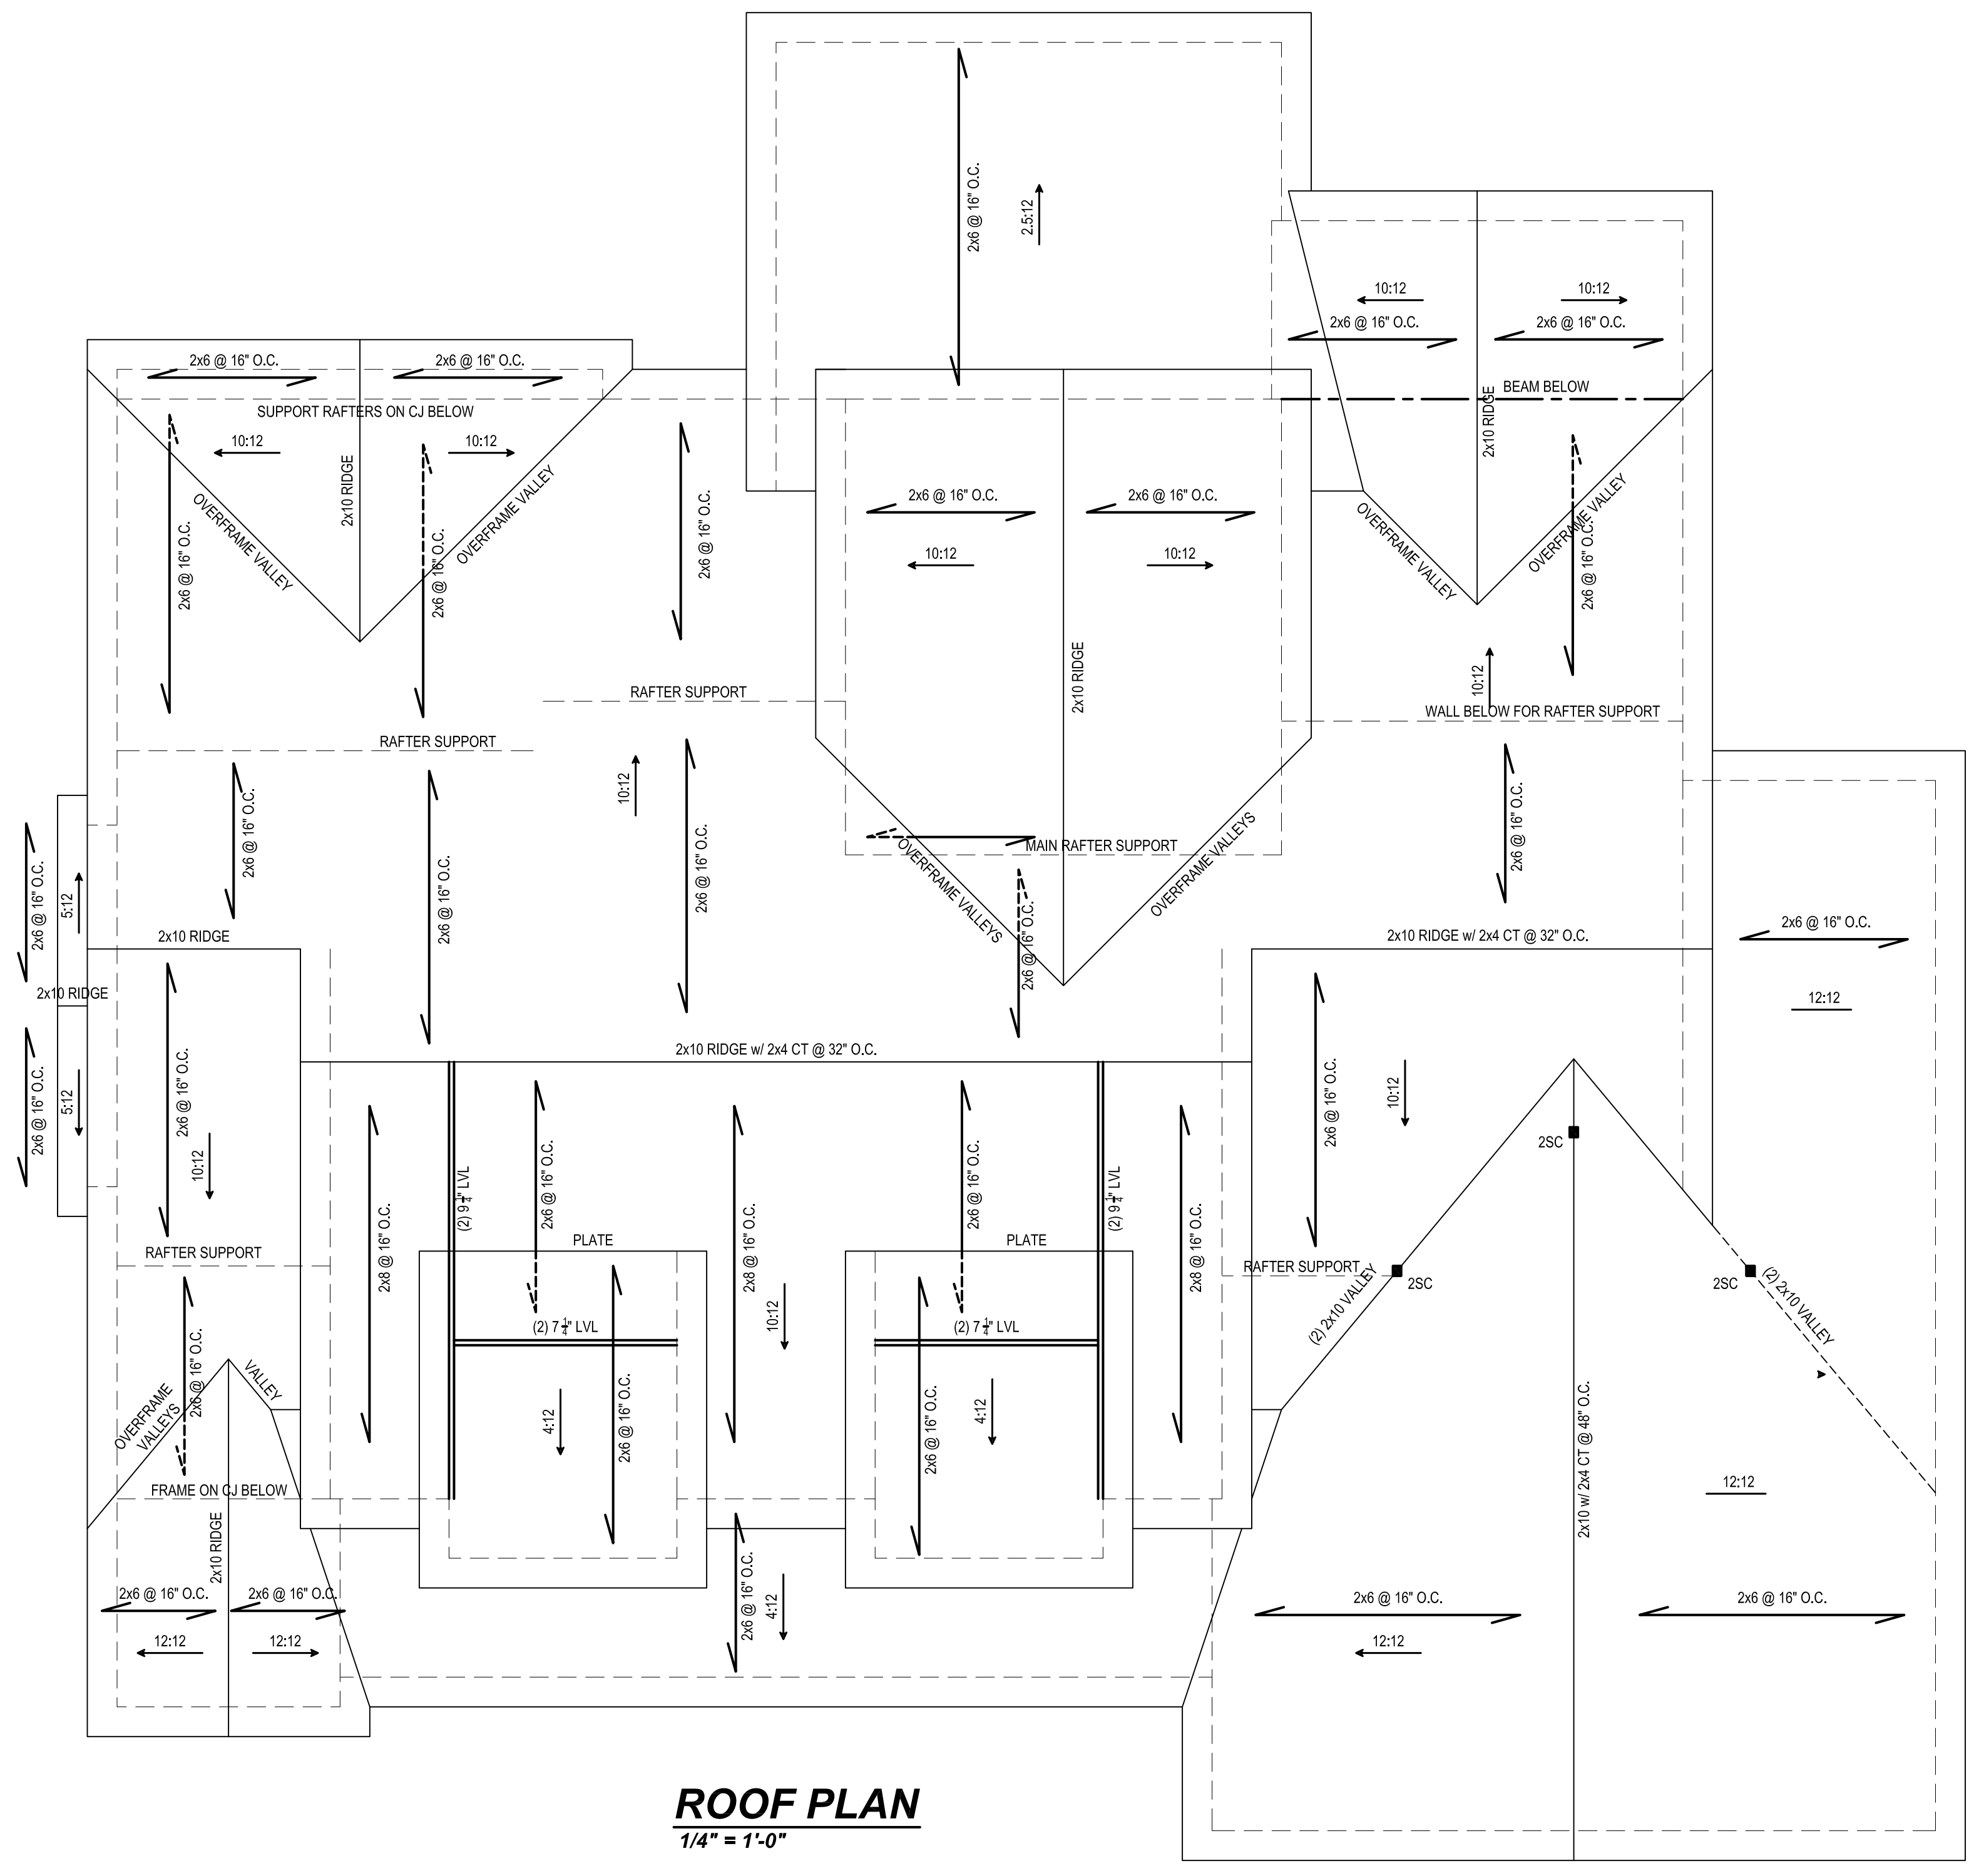 2x6 @ 16" O.C.
2.5:12
10:12
10:12
2x6 @ 16" O.C.
2x6 @ 16" O.C.
2x6 @ 16" O.C.
2x6 @ 16" O.C.
BEAM BELOW
2x10 RIDGE
SUPPORT RAFTERS ON CJ BELOW
10:12
10:12
2x10 RIDGE
OVERFRAME VALLEY
OVERFRAME VALLEY
2x6 @ 16" O.C.
2x6 @ 16" O.C.
2x6 @ 16" O.C.
2x6 @ 16" O.C.
2x6 @ 16" O.C.
10:12
10:12
OVERFRAME VALLEY
OVERFRAME VALLEY
2x6 @ 16" O.C.
2x10 RIDGE
10:12
RAFTER SUPPORT
WALL BELOW FOR RAFTER SUPPORT
RAFTER SUPPORT
10:12
2x6 @ 16" O.C.
2x6 @ 16" O.C.
2x6 @ 16" O.C.
MAIN RAFTER SUPPORT
OVERFRAME VALLEYS
OVERFRAME VALLEYS
2x6 @ 16" O.C.
2x6 @ 16" O.C.
2x6 @ 16" O.C.
5:12
2x6 @ 16" O.C.
2x10 RIDGE
2x10 RIDGE w/ 2x4 CT @ 32" O.C.
2x10 RIDGE
12:12
2x10 RIDGE w/ 2x4 CT @ 32" O.C.
2x6 @ 16" O.C.
5:12
2x6 @ 16" O.C.
10:12
2x6 @ 16" O.C.
10:12
2SC
2x8 @ 16" O.C.
(2) 9 1/4" LVL
2x6 @ 16" O.C.
2x8 @ 16" O.C.
2x6 @ 16" O.C.
(2) 9 1/4" LVL
2x8 @ 16" O.C.
PLATE
PLATE
RAFTER SUPPORT
RAFTER SUPPORT
2SC
2SC
(2) 2x10 VALLEY
(2) 2x10 VALLEY
10:12
(2) 7 1/4" LVL
(2) 7 1/4" LVL
2x6 @ 16" O.C.
OVERFRAME
VALLEYS
VALLEY
4:12
2x6 @ 16" O.C.
2x6 @ 16" O.C.
4:12
2x10 w/ 2x4 CT @ 48" O.C.
12:12
FRAME ON CJ BELOW
2x10 RIDGE
2x6 @ 16" O.C.
2x6 @ 16" O.C.
2x6 @ 16" O.C.
4:12
2x6 @ 16" O.C.
2x6 @ 16" O.C.
12:12
12:12
12:12
ROOF PLAN
1/4" = 1'-0"